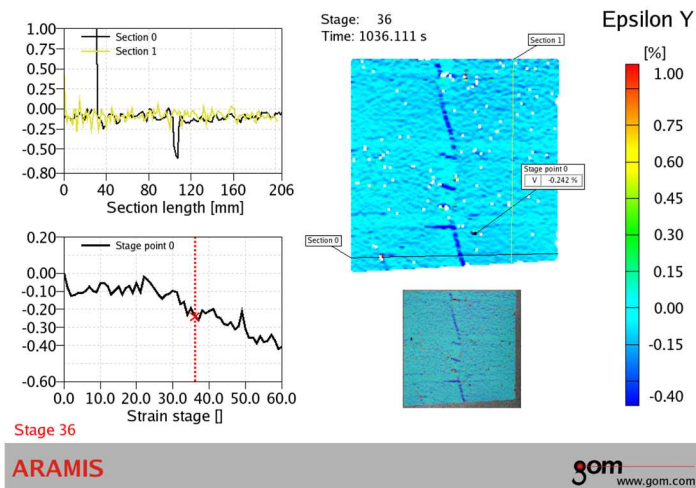 Stage: 36
Time: 1036.111 s
Epsilon Y
[%]
1.00
0.75
0.60
0.45
0.30
0.15
0.00
-0.15
-0.40
1.00
0.75
0.50
0.25
0.00
-0.25
-0.50
-0.80
Section 0
Section 1
0 40 80 120 160 206
Section length [mm]
Section 1
Stage point 0
V -0.242 %
Section 0
0.20
0.00
-0.10
-0.20
-0.30
-0.40
-0.60
Stage point 0
0.0 10.0 20.0 30.0 40.0 50.0 60.0
Strain stage []
Stage 36
ARAMIS
gom
www.gom.com